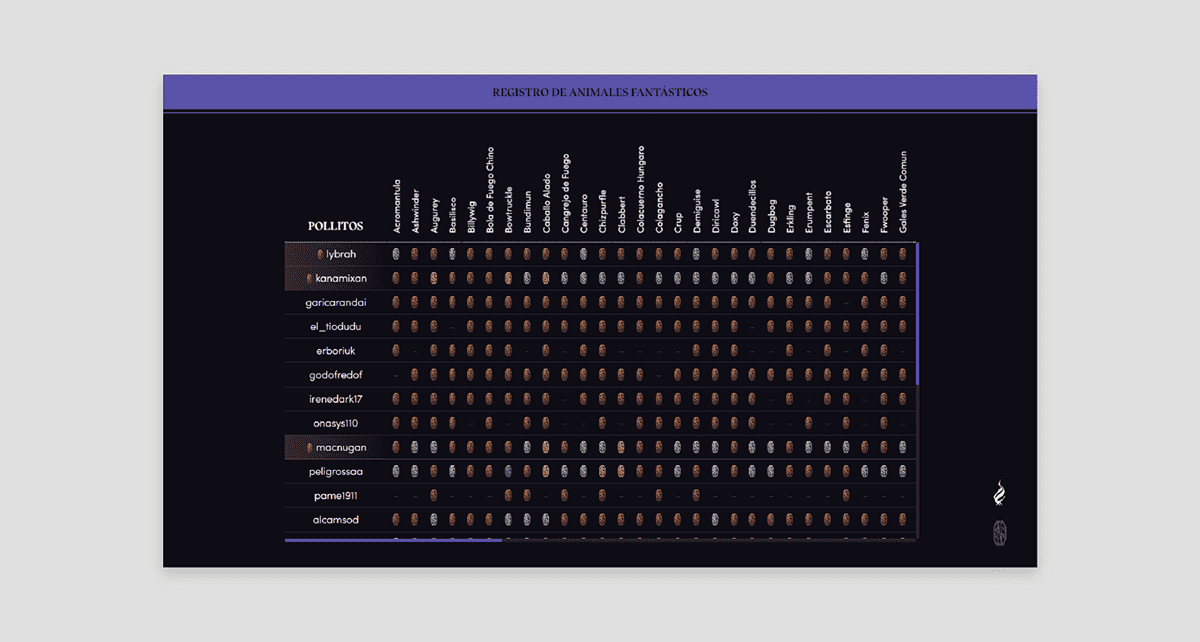 REGISTRO DE ANIMALES FANTÁSTICOS
POLLITOS
Acromantula
Ashwinder
Augurey
Basilisco
Billywig
Bola de Fuego Chino
Bowtruckle
Bundimun
Caballo Alado
Cangrejo de Fuego
Centauro
Chizpurfle
Clabbert
Colacuerno Hungaro
Colagancho
Crup
Demiguise
Diricawl
Doxy
Duendecillos
Dugbog
Erkling
Erumpent
Escarbato
Esfinge
Fenix
Fwooper
Gales Verde Comun
lybrah
kanamixan
garicarandai
el_tiodudu
erboriuk
godofredof
irenedark17
onasys110
macnugan
peligrossaa
pame1911
alcamsod